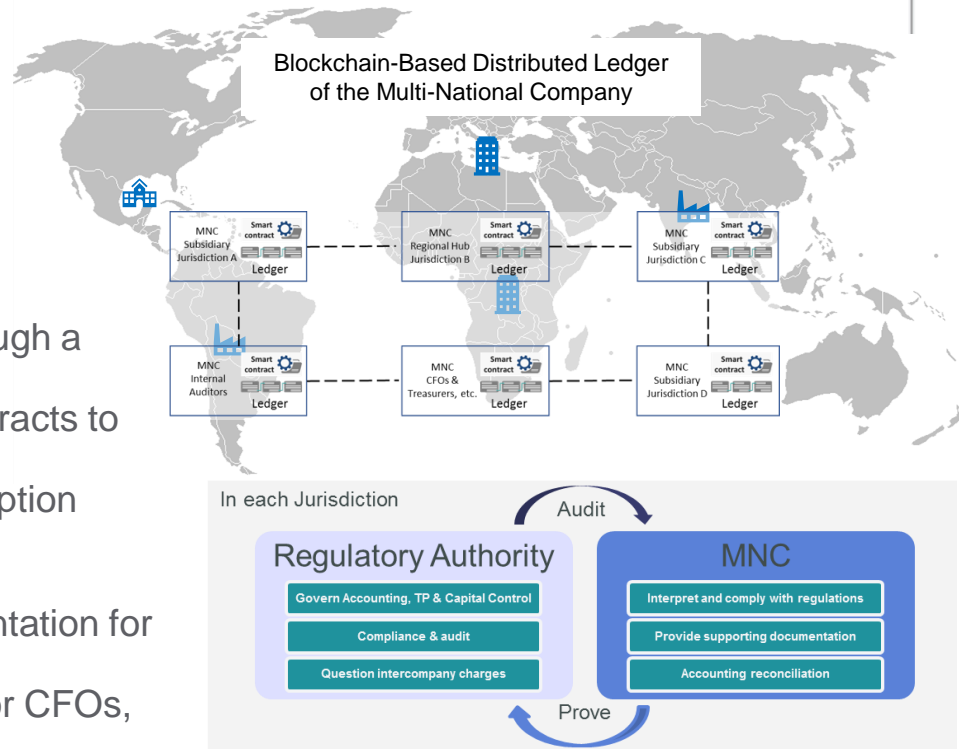 Blockchain-Based Distributed Ledger
of the Multi-National Company
MNC
Subsidiary
Jurisdiction A
Smart
contract
Ledger
MNC
Regional Hub
Jurisdiction B
Smart
contract
Ledger
MNC
Subsidiary
Jurisdiction C
Smart
contract
Ledger
MNC
Internal
Auditors
Smart
contract
Ledger
MNC
CFOs &
Treasurers, etc.
Smart
contract
Ledger
MNC
Subsidiary
Jurisdiction D
Smart
contract
Ledger
ugh a
racts to
ption
ntation for
or CFOs,
In each Jurisdiction
Audit
Regulatory Authority
Govern Accounting, TP & Capital Control
Compliance & audit
Question intercompany charges
MNC
Interpret and comply with regulations
Provide supporting documentation
Accounting reconciliation
Prove